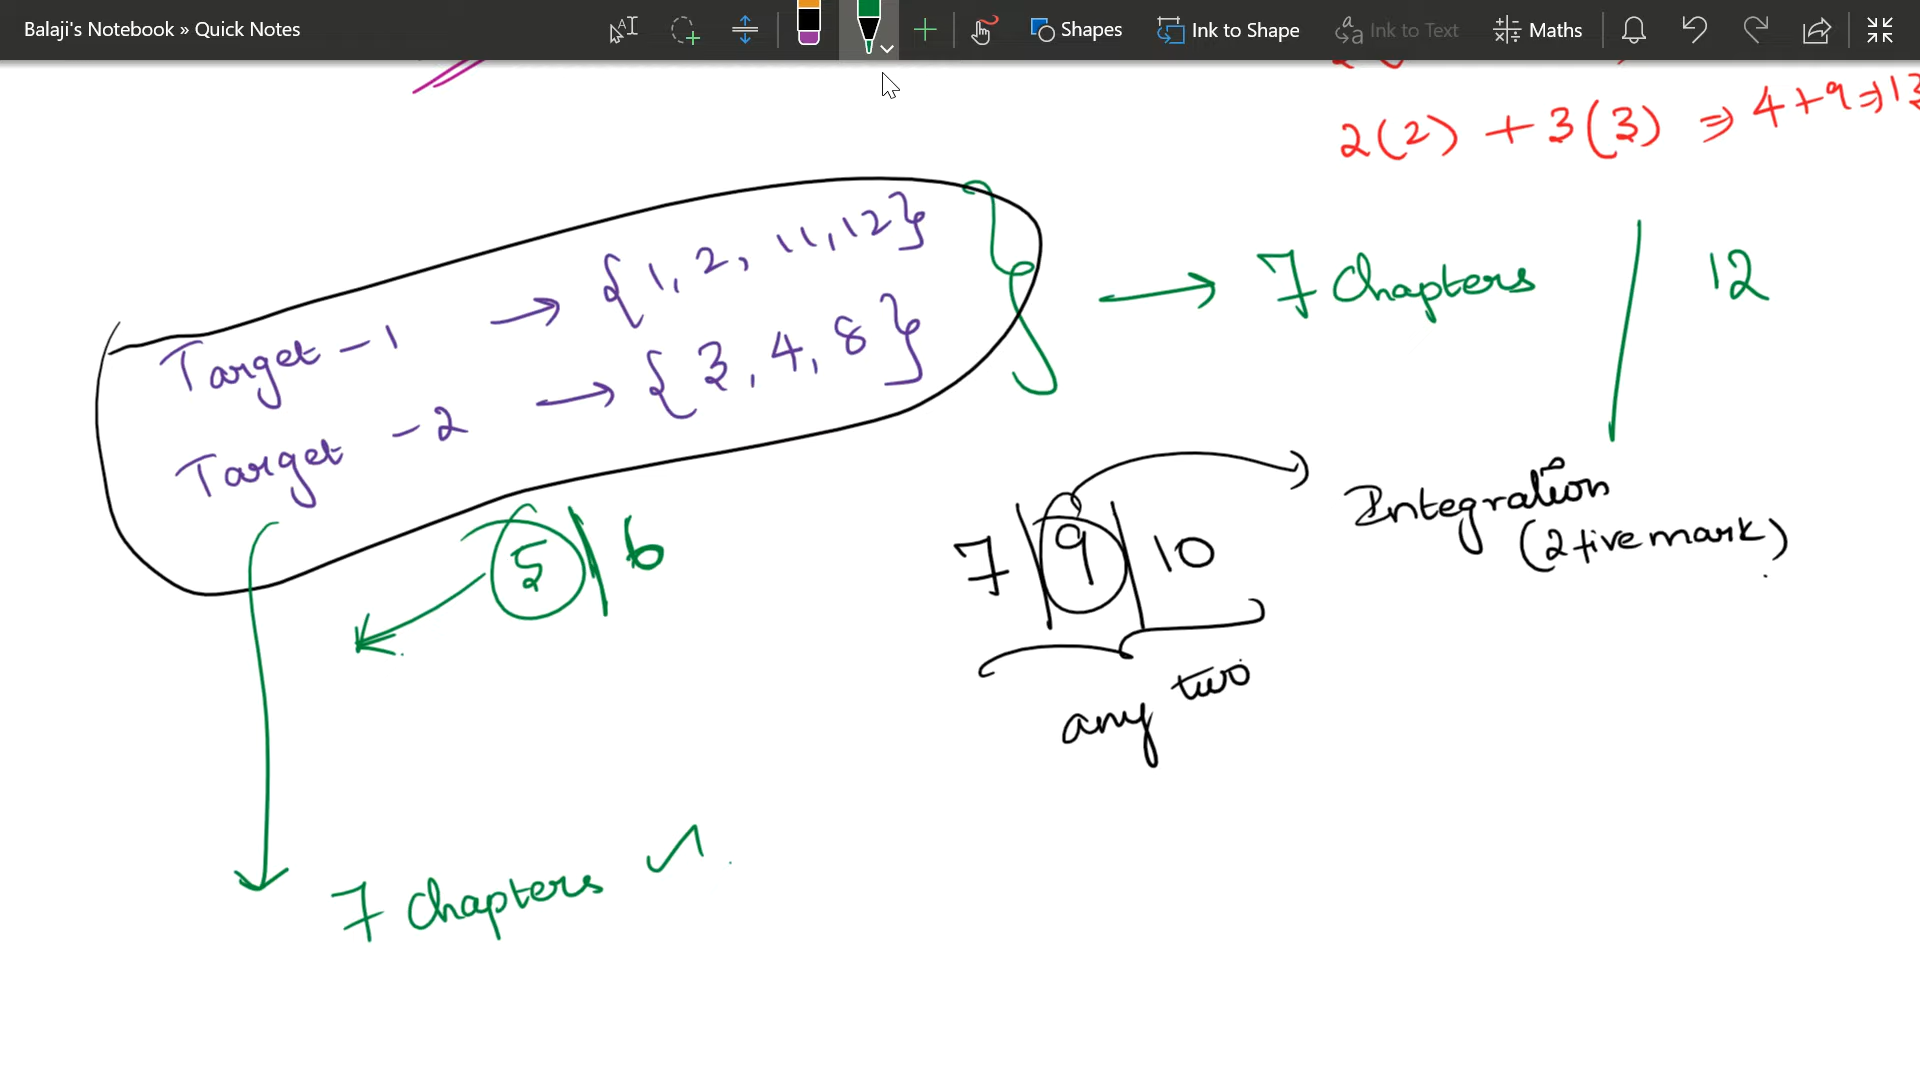 Balaji's Notebook » Quick Notes
Shapes
Ink to Shape
Ink to Text
Maths
2(2) + 3(3) ⇒ 4+9⇒13
Target -1 → {1, 2, 11, 12}
Target -2 → {3, 4, 8}
→ 7 Chapters | 12
5 | 6
7 | 9 | 10
Integration
(2 five mark)
any two
7 chapters